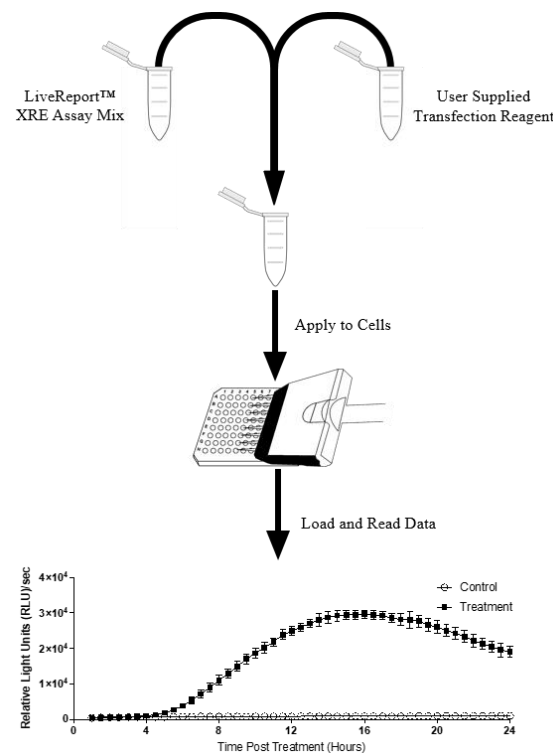 LiveReport™
XRE Assay Mix
User Supplied
Transfection Reagent
Apply to Cells
Load and Read Data
Relative Light Units (RLU)/sec
4×10⁴
3×10⁴
2×10⁴
1×10⁴
0
Control
Treatment
0 4 8 12 16 20 24
Time Post Treatment (Hours)